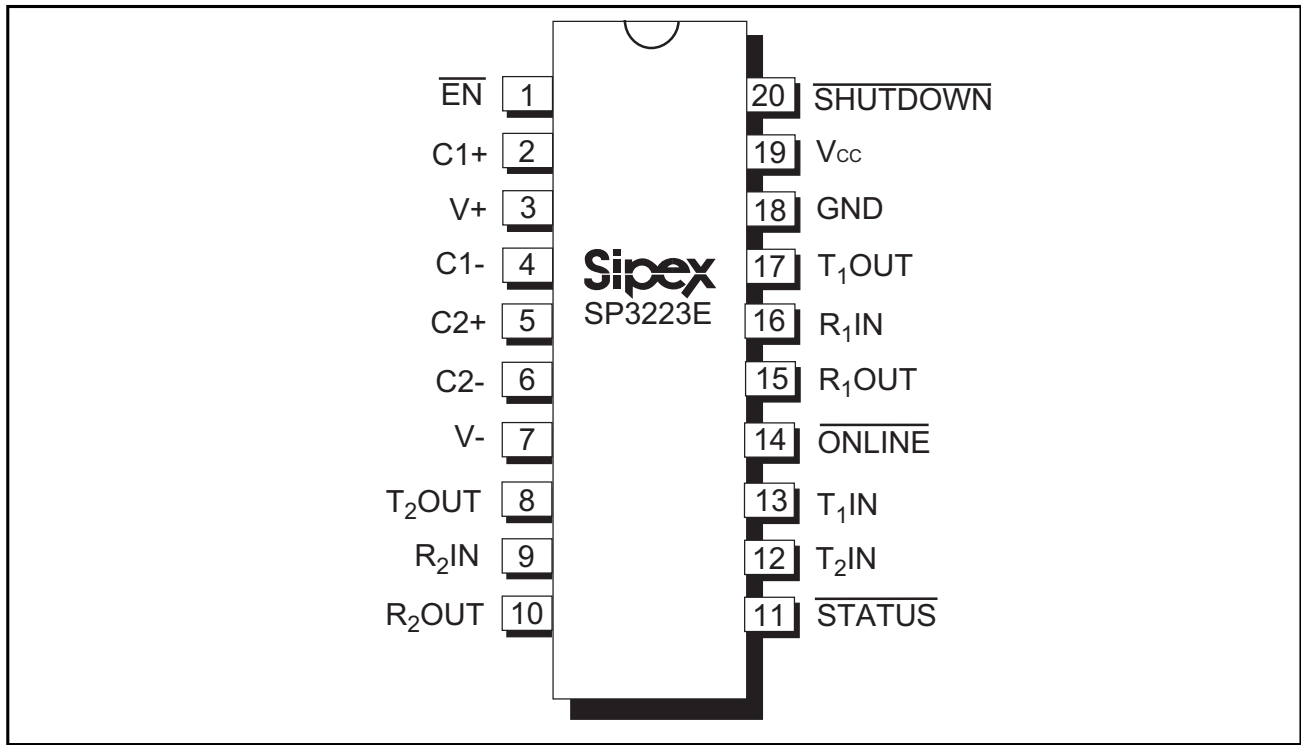 EN 1
C1+ 2
V+ 3
C1- 4
C2+ 5
C2- 6
V- 7
T2OUT 8
R2IN 9
R2OUT 10
Sipex
SP3223E
20 SHUTDOWN
19 Vcc
18 GND
17 T1OUT
16 R1IN
15 R1OUT
14 ONLINE
13 T1IN
12 T2IN
11 STATUS